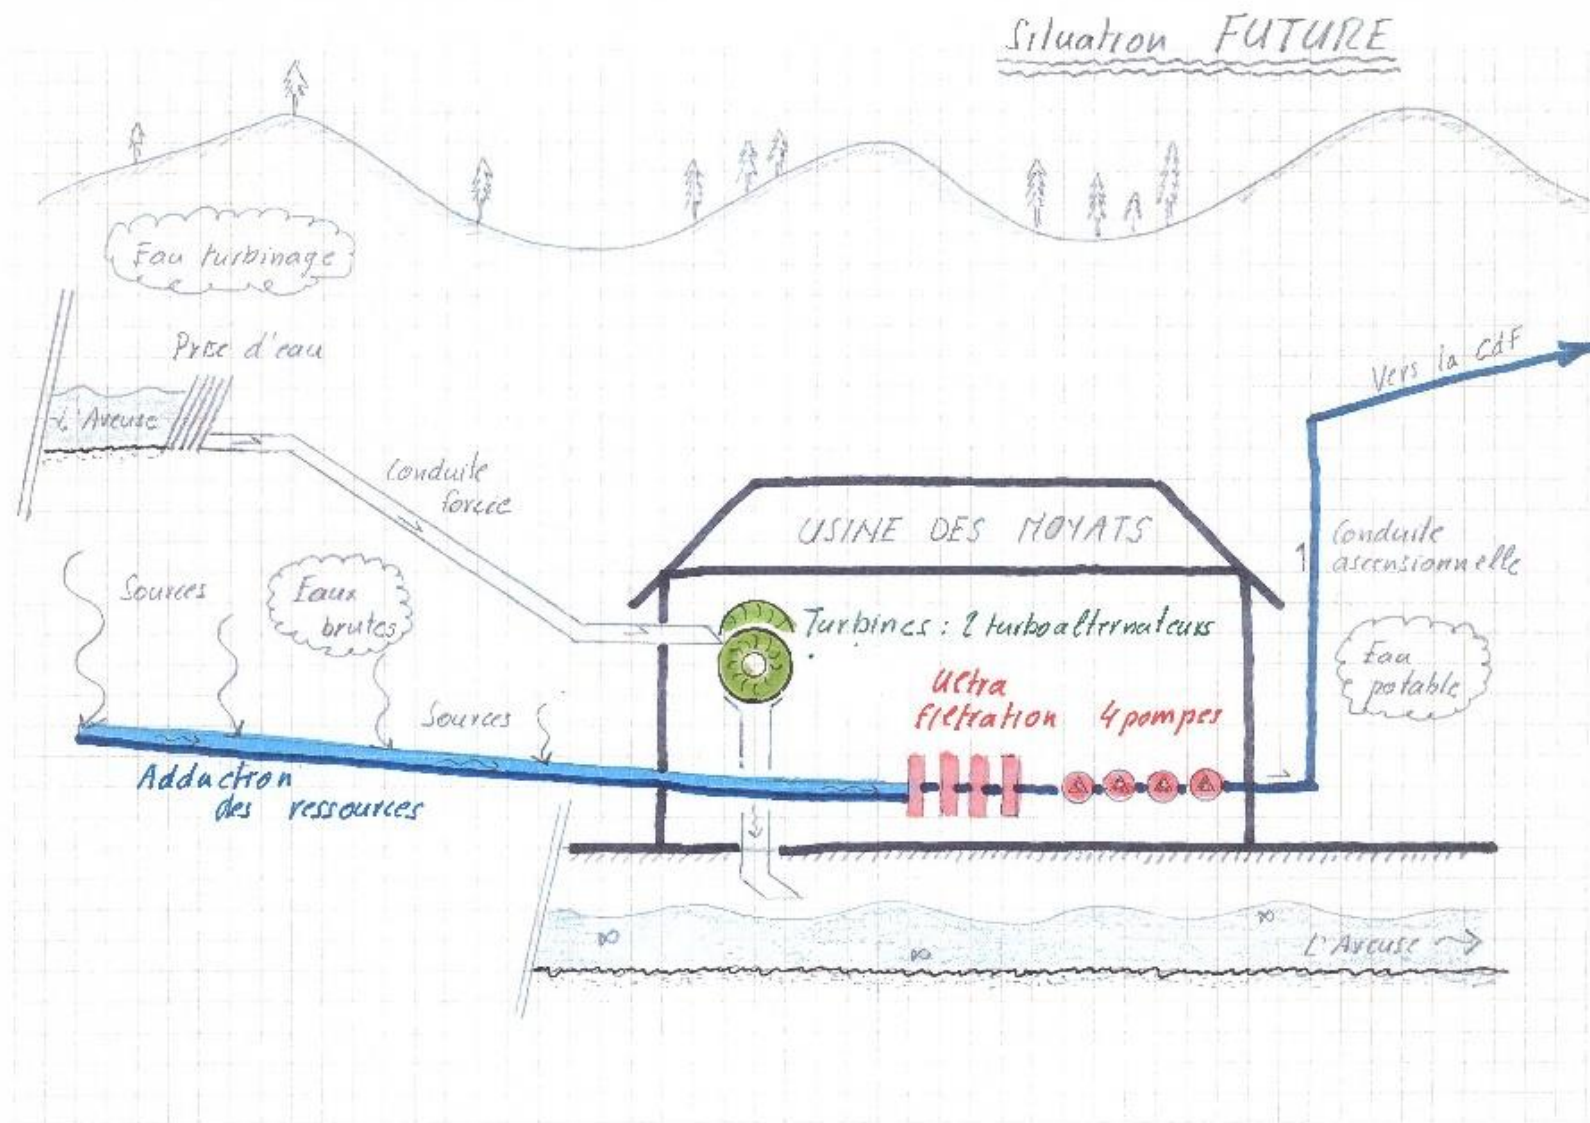 Situation FUTURE
Eau turbinage
Prise d'eau
L'Areuse
Conduite
forcée
Vers la CdF
USINE DES MOYATS
1 Conduite
ascensionnelle
Sources
Eaux
brutes
Turbines : 2 turboalternateurs
Eau
potable
Ultra
filtration 4 pompes
Sources
Adduction
des ressources
L'Areuse